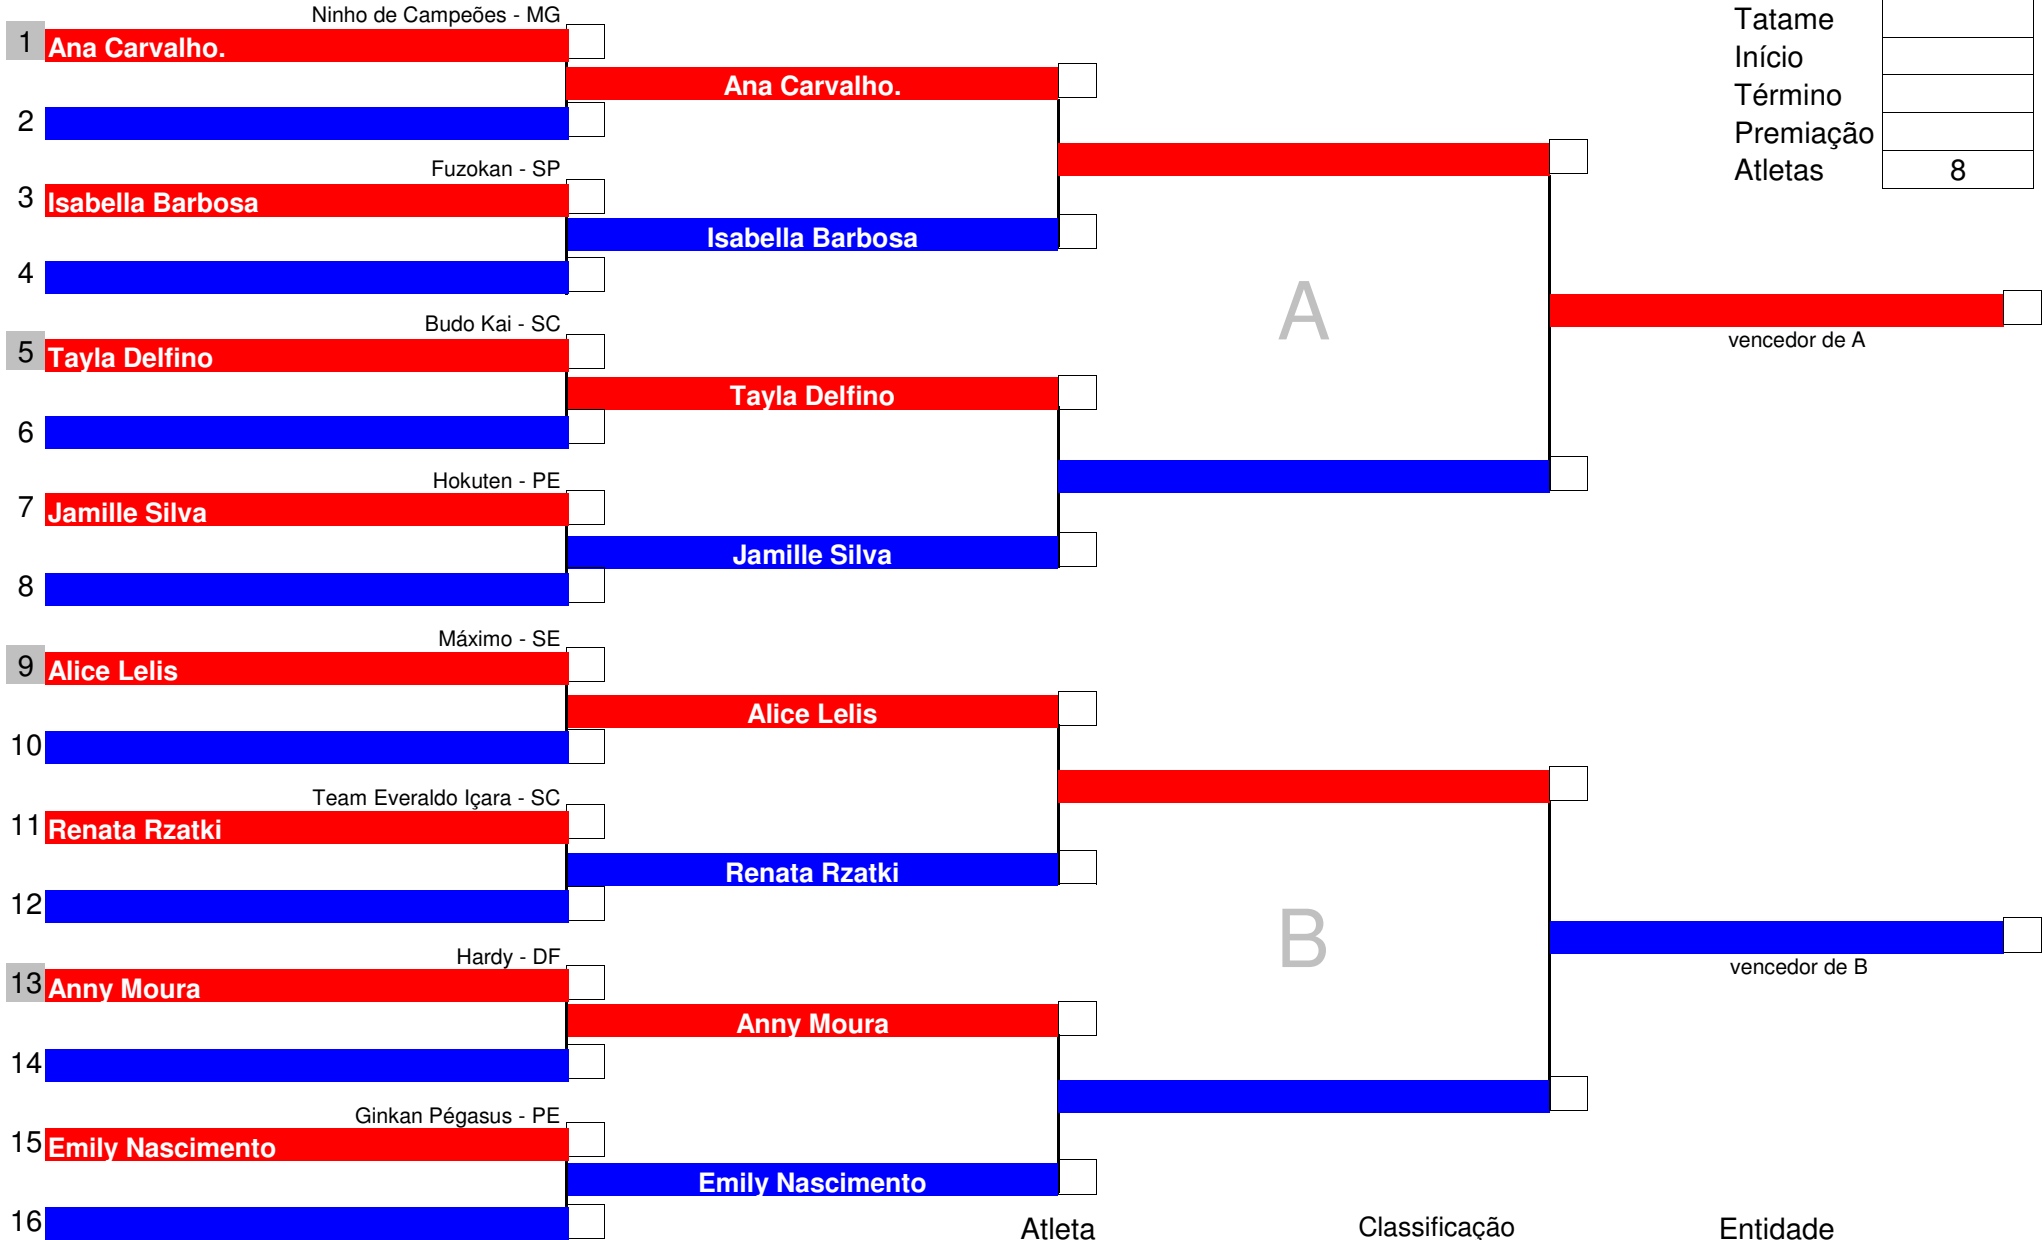 Ninho de Campeões - MG
1 Ana Carvalho.
Ana Carvalho.
2
Fuzokan - SP
3 Isabella Barbosa
Isabella Barbosa
4
Budo Kai - SC
5 Tayla Delfino
Tayla Delfino
6
Hokuten - PE
7 Jamille Silva
Jamille Silva
8
Máximo - SE
9 Alice Lelis
Alice Lelis
10
Team Everaldo Içara - SC
11 Renata Rzatki
Renata Rzatki
12
Hardy - DF
13 Anny Moura
Anny Moura
14
Ginkan Pégasus - PE
15 Emily Nascimento
Emily Nascimento
16
A
B
Tatame
Início
Término
Premiação
Atletas 8
vencedor de A
vencedor de B
Atleta Classificação Entidade